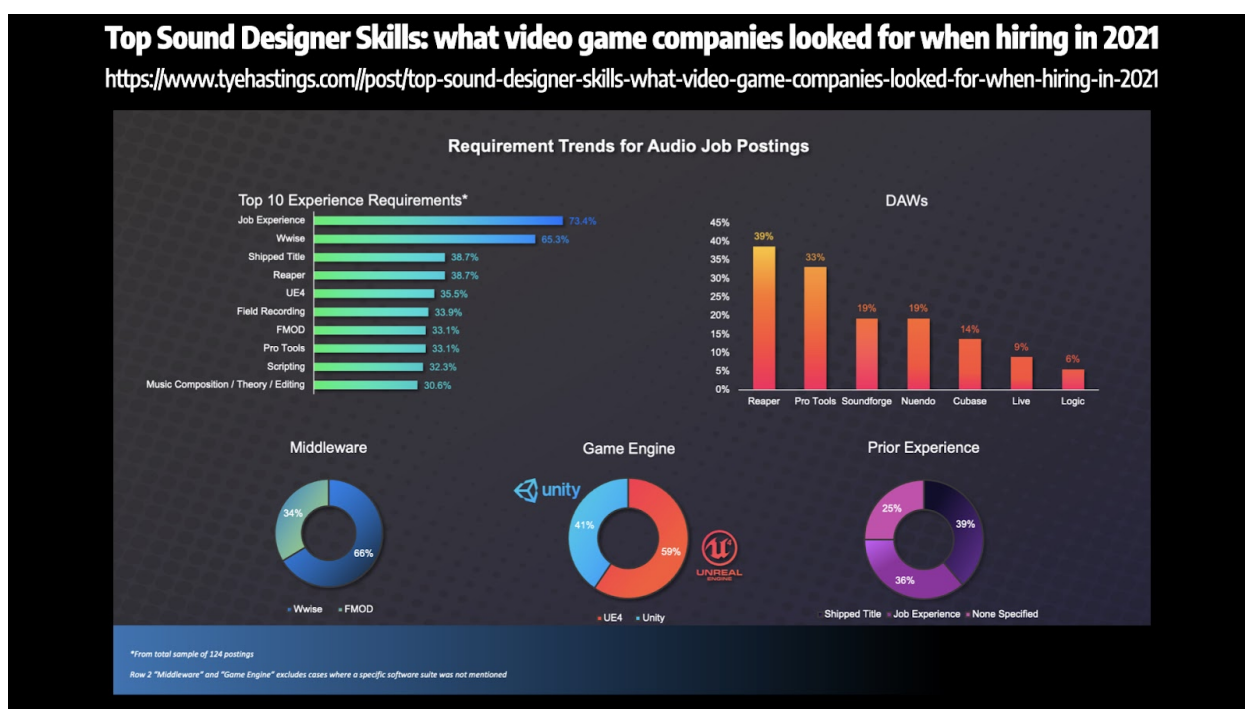 Top Sound Designer Skills: what video game companies looked for when hiring in 2021
https://www.tyehastings.com//post/top-sound-designer-skills-what-video-game-companies-looked-for-when-hiring-in-2021
Requirement Trends for Audio Job Postings
Top 10 Experience Requirements*
Job Experience 73.4%
Wwise 65.3%
Shipped Title 38.7%
Reaper 38.7%
UE4 35.5%
Field Recording 33.9%
FMOD 33.1%
Pro Tools 33.1%
Scripting 32.3%
Music Composition / Theory / Editing 30.6%
DAWs
45%
40%
35%
30%
25%
20%
15%
10%
5%
0%
39%
33%
19%
19%
14%
9%
6%
Reaper Pro Tools Soundforge Nuendo Cubase Live Logic
Middleware
34%
66%
Wwise FMOD
Game Engine
unity
41%
59%
UNREAL
ENGINE
UE4 Unity
Prior Experience
25%
39%
36%
Shipped Title Job Experience None Specified
*From total sample of 124 postings
Row 2 "Middleware" and "Game Engine" excludes cases where a specific software suite was not mentioned